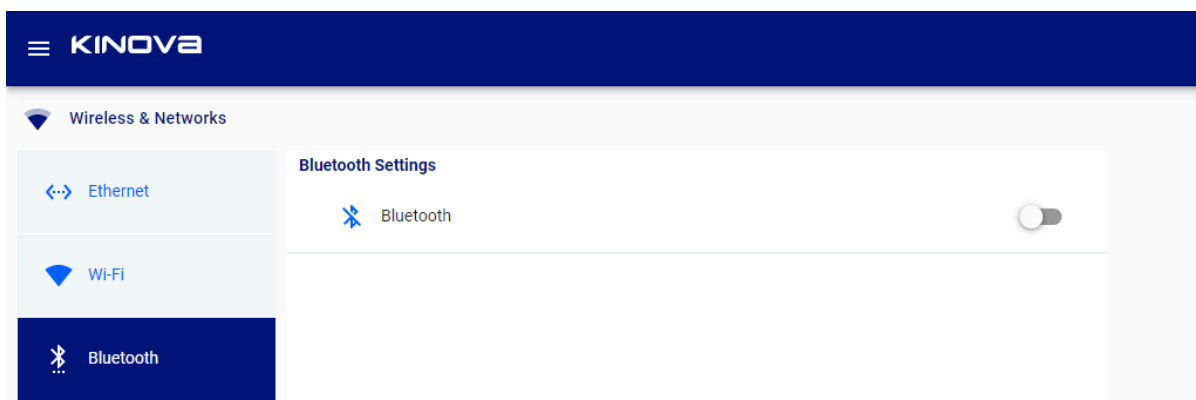 KINOVA
Wireless & Networks
Ethernet
Wi-Fi
Bluetooth
Bluetooth Settings
Bluetooth